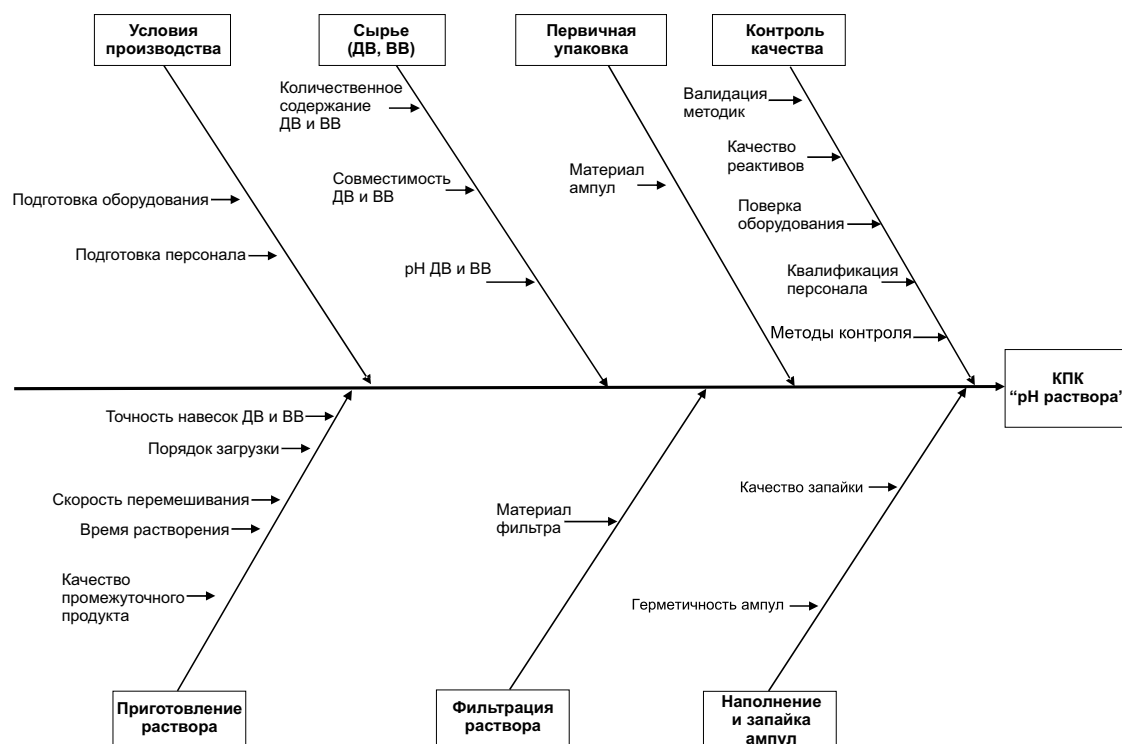 Условия
производства
Сырье
(ДВ, ВВ)
Первичная
упаковка
Контроль
качества
Количественное
содержание
ДВ и ВВ
Валидация
методик
Качество
реактивов
Материал
ампул
Совместимость
ДВ и ВВ
Подготовка оборудования
Поверка
оборудования
Подготовка персонала
рН ДВ и ВВ
Квалификация
персонала
Методы контроля
КПК
“рН раствора”
Точность навесок ДВ и ВВ
Порядок загрузки
Скорость перемешивания
Время растворения
Качество
промежуточного
продукта
Материал
фильтра
Качество запайки
Герметичность ампул
Приготовление
раствора
Фильтрация
раствора
Наполнение
и запайка
ампул